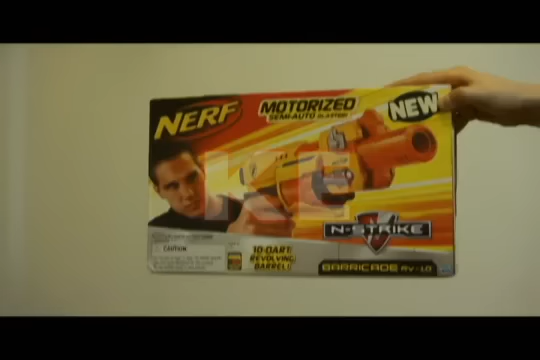 NERF
MOTORIZED
SEMI-AUTO BLASTER!
NEW
N-STRIKE
CAUTION
10-DART
REVOLVING
BARREL!
BARRICADE RV-10